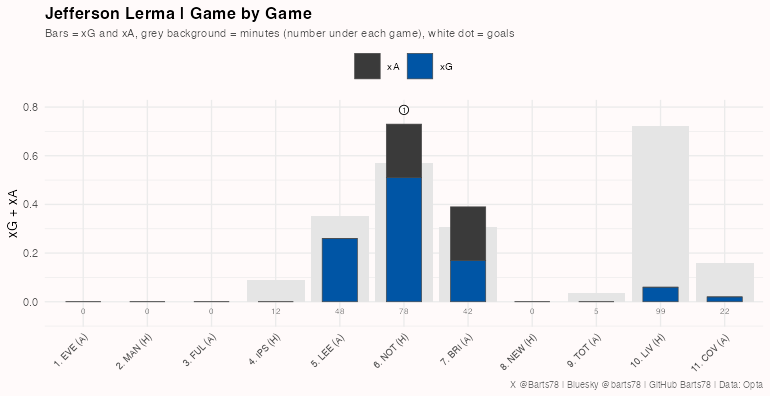 Jefferson Lerma | Game by Game
Bars = xG and xA, grey background = minutes (number under each game), white dot = goals
xA xG
xG + xA
0.8
0.6
0.4
0.2
0.0
1
0 0 0 12 48 78 42 0 5 99 22
1. EVE (A)
2. MAN (H)
3. FUL (A)
4. IPS (H)
5. LEE (A)
6. NOT (H)
7. BRI (A)
8. NEW (H)
9. TOT (A)
10. LIV (H)
11. COV (A)
X @Barts78 | Bluesky @barts78 | GitHub Barts78 | Data: Opta